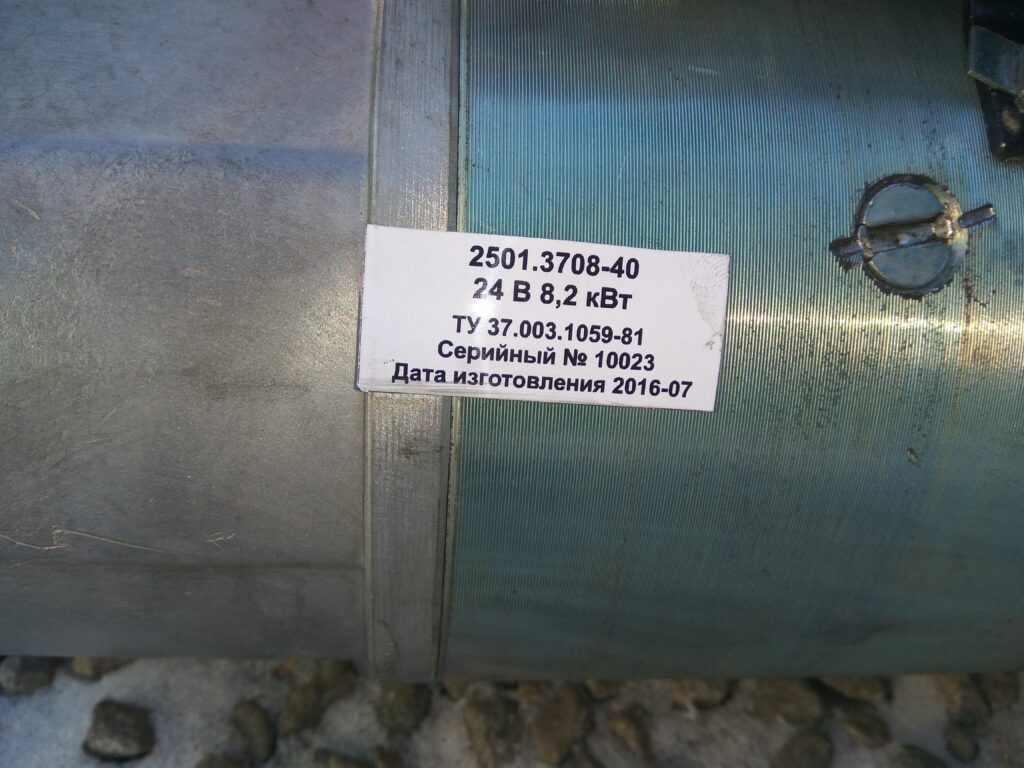 2501.3708-40
24 В 8,2 кВт
ТУ 37.003.1059-81
Серийный № 10023
Дата изготовления 2016-07